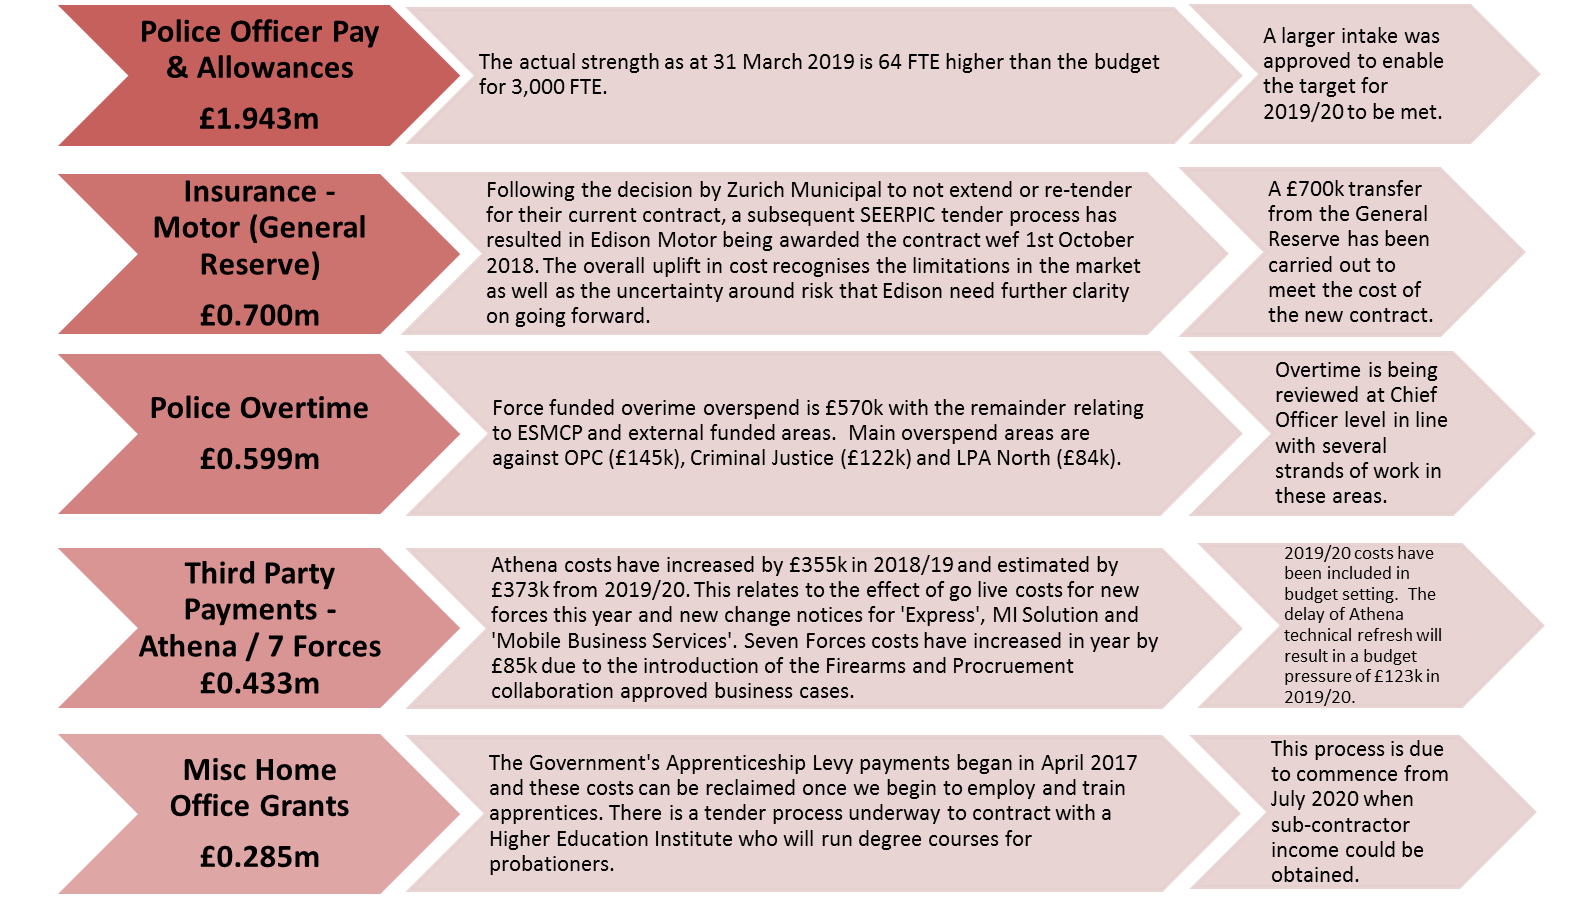 Police Officer Pay
& Allowances
£1.943m
The actual strength as at 31 March 2019 is 64 FTE higher than the budget
for 3,000 FTE.
A larger intake was
approved to enable
the target for
2019/20 to be met.
Insurance -
Motor (General
Reserve)
£0.700m
Following the decision by Zurich Municipal to not extend or re-tender
for their current contract, a subsequent SEERPIC tender process has
resulted in Edison Motor being awarded the contract wef 1st October
2018. The overall uplift in cost recognises the limitations in the market
as well as the uncertainty around risk that Edison need further clarity
on going forward.
A £700k transfer
from the General
Reserve has been
carried out to
meet the cost of
the new contract.
Police Overtime
£0.599m
Force funded overime overspend is £570k with the remainder relating
to ESMCP and external funded areas.  Main overspend areas are
against OPC (£145k), Criminal Justice (£122k) and LPA North (£84k).
Overtime is being
reviewed at Chief
Officer level in line
with several
strands of work in
these areas.
Third Party
Payments -
Athena / 7 Forces
£0.433m
Athena costs have increased by £355k in 2018/19 and estimated by
£373k from 2019/20. This relates to the effect of go live costs for new
forces this year and new change notices for 'Express', MI Solution and
'Mobile Business Services'. Seven Forces costs have increased in year by
£85k due to the introduction of the Firearms and Procruement
collaboration approved business cases.
2019/20 costs have
been included in
budget setting.  The
delay of Athena
technical refresh will
result in a budget
pressure of £123k in
2019/20.
Misc Home
Office Grants
£0.285m
The Government's Apprenticeship Levy payments began in April 2017
and these costs can be reclaimed once we begin to employ and train
apprentices. There is a tender process underway to contract with a
Higher Education Institute who will run degree courses for
probationers.
This process is due
to commence from
July 2020 when
sub-contractor
income could be
obtained.